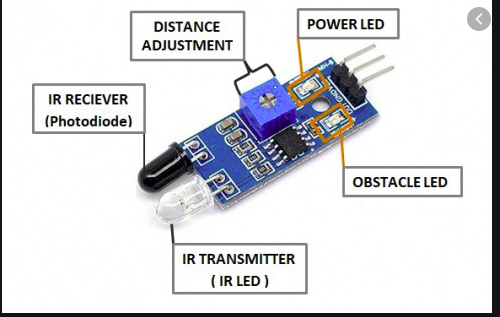 DISTANCE
ADJUSTMENT
POWER LED
IR RECIEVER
(Photodiode)
OBSTACLE LED
IR TRANSMITTER
( IR LED )